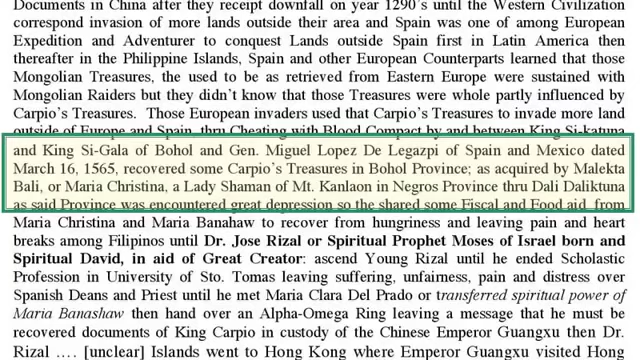 Documents in China after they receipt downfall on year 1290's until the Western Civilization
correspond invasion of more lands outside their area and Spain was one of among European
Expedition and Adventurer to conquest Lands outside Spain first in Latin America then
thereafter in the Philippine Islands, Spain and other European Counterparts learned that those
Mongolian Treasures, the used to be as retrieved from Eastern Europe were sustained with
Mongolian Raiders but they didn't know that those Treasures were whole partly influenced by
Carpio's Treasures. Those European invaders used that Carpio's Treasures to invade more land
outside of Europe and Spain, thru Cheating with Blood Compact by and between King Si-katuna
and King Si-Gala of Bohol and Gen. Miguel Lopez De Legazpi of Spain and Mexico dated
March 16, 1565, recovered some Carpio's Treasures in Bohol Province; as acquired by Malekta
Bali, or Maria Christina, a Lady Shaman of Mt. Kanlaon in Negros Province thru Dali Daliktuna
as said Province was encountered great depression so the shared some Fiscal and Food aid from
Maria Christina and Maria Banahaw to recover from hungriness and leaving pain and heart
breaks among Filipinos until Dr. Jose Rizal or Spiritual Prophet Moses of Israel born and
Spiritual David, in aid of Great Creator: ascend Young Rizal until he ended Scholastic
Profession in University of Sto. Tomas leaving suffering, unfairness, pain and distress over
Spanish Deans and Priest until he met Maria Clara Del Prado or transferred spiritual power of
Maria Banashaw then hand over an Alpha-Omega Ring leaving a message that he must be
recovered documents of King Carpio in custody of the Chinese Emperor Guangxu then Dr.
Rizal …. [unclear] Islands went to Hong Kong where Emperor Guangxu visited Hong